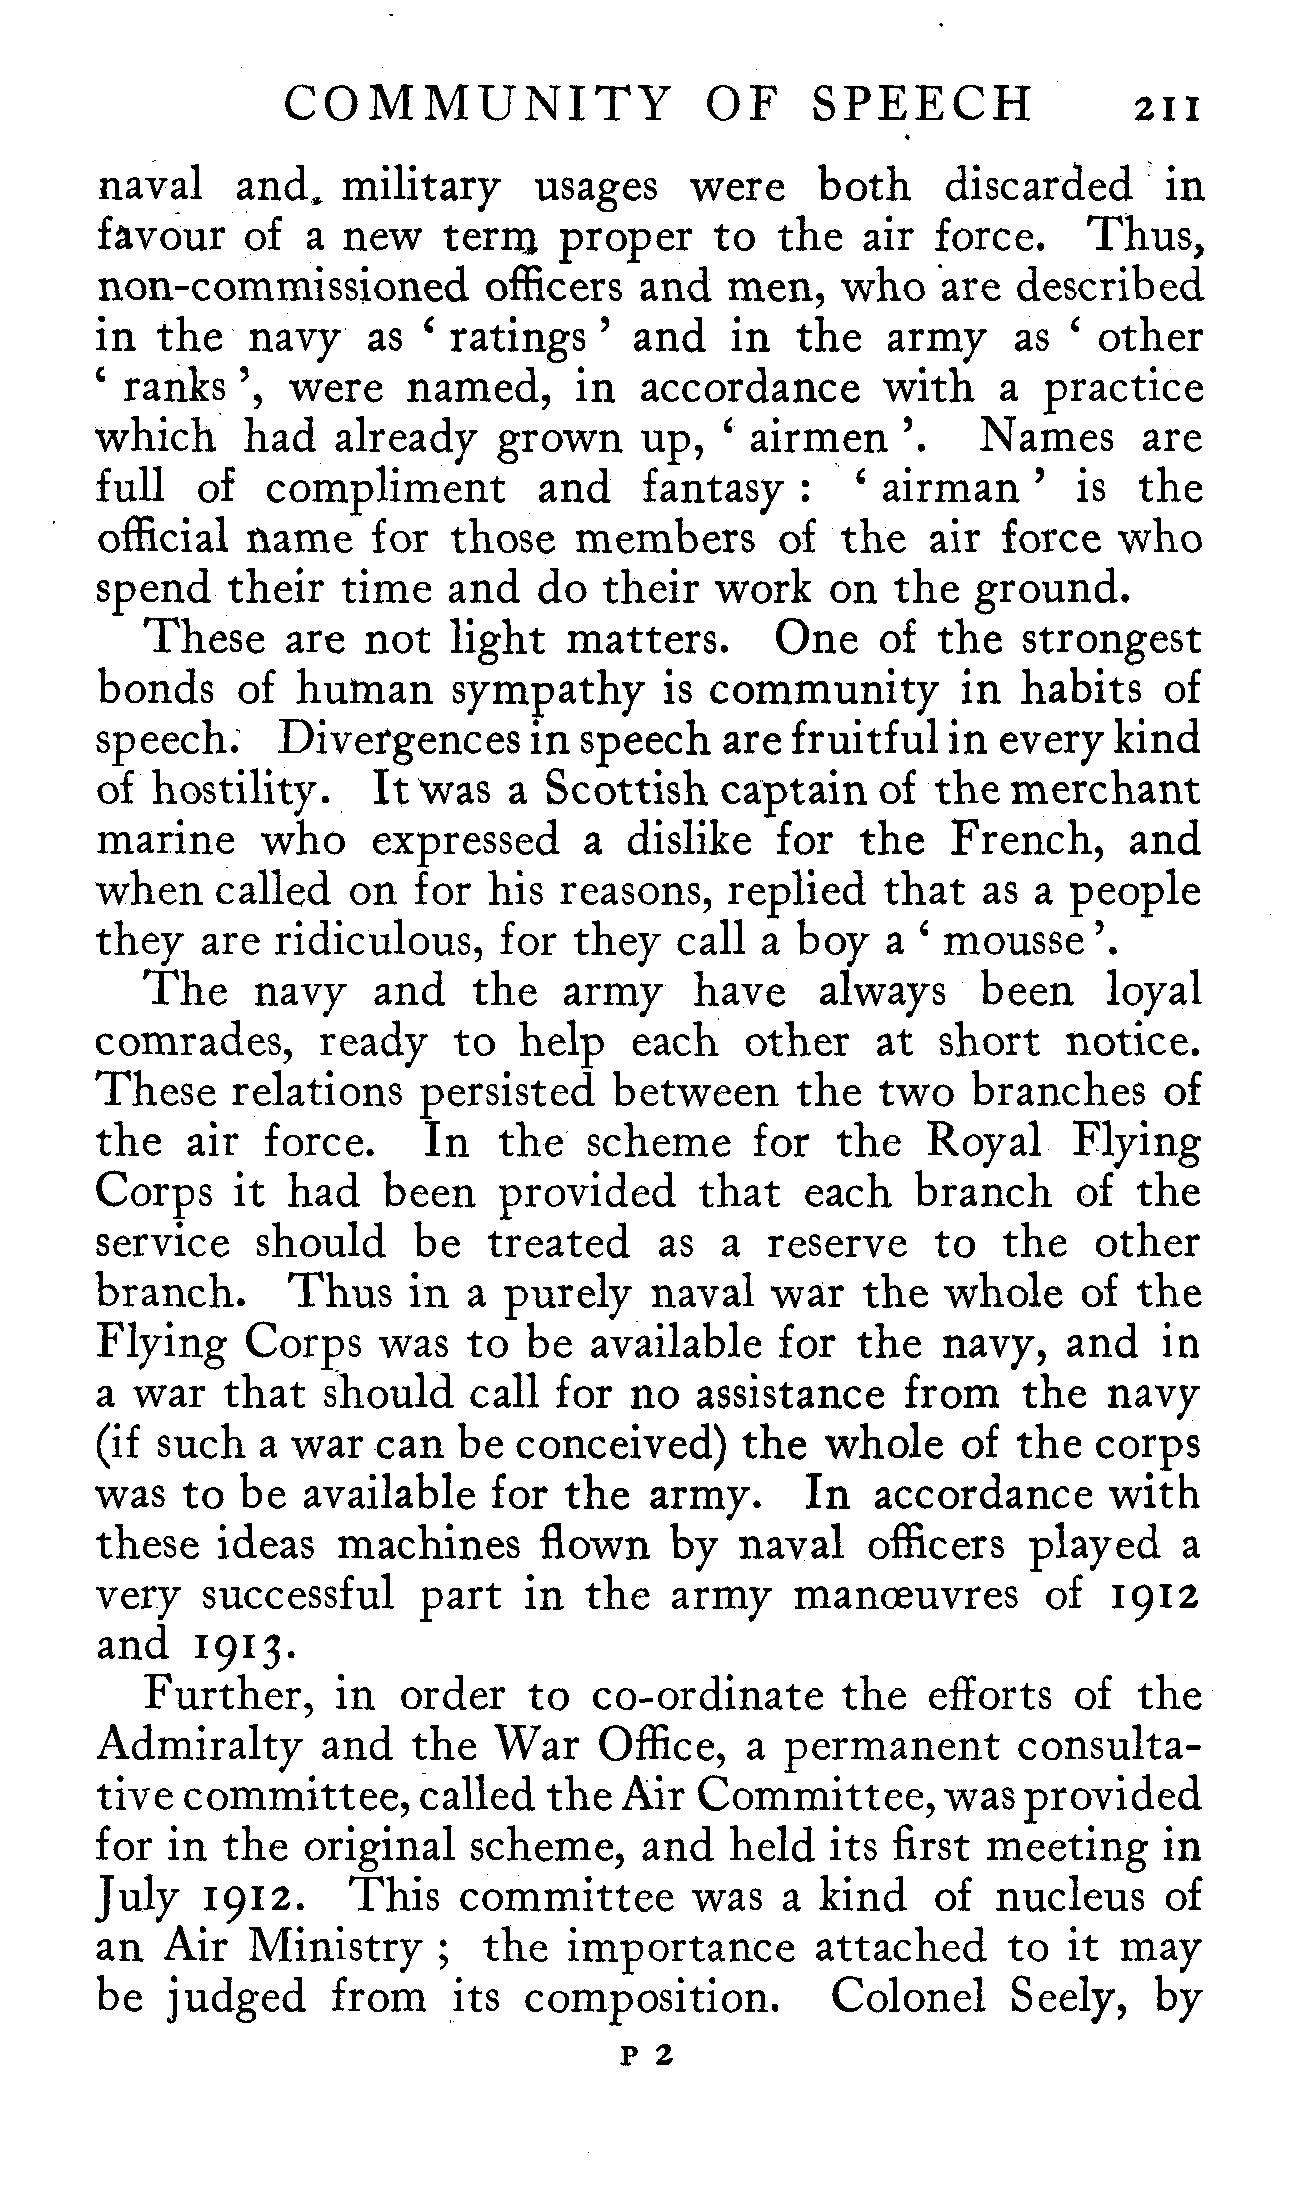 COMMUNITY OF SPEECH 211
naval and, military usages were both discarded in
favour of a new term proper to the air force. Thus,
non-commissioned officers and men, who are described
in the navy as ‘ ratings ’ and in the army as ‘ other
‘ ranks ’, were named, in accordance with a practice
which had already grown up, ‘ airmen ’. Names are
full of compliment and fantasy : ‘ airman ’ is the
official name for those members of the air force who
spend their time and do their work on the ground.
These are not light matters. One of the strongest
bonds of human sympathy is community in habits of
speech. Divergences in speech are fruitful in every kind
of hostility. It was a Scottish captain of the merchant
marine who expressed a dislike for the French, and
when called on for his reasons, replied that as a people
they are ridiculous, for they call a boy a ‘ mousse ’.
The navy and the army have always been loyal
comrades, ready to help each other at short notice.
These relations persisted between the two branches of
the air force. In the scheme for the Royal Flying
Corps it had been provided that each branch of the
service should be treated as a reserve to the other
branch. Thus in a purely naval war the whole of the
Flying Corps was to be available for the navy, and in
a war that should call for no assistance from the navy
(if such a war can be conceived) the whole of the corps
was to be available for the army. In accordance with
these ideas machines flown by naval officers played a
very successful part in the army manœuvres of 1912
and 1913.
Further, in order to co-ordinate the efforts of the
Admiralty and the War Office, a permanent consulta-
tive committee, called the Air Committee, was provided
for in the original scheme, and held its first meeting in
July 1912. This committee was a kind of nucleus of
an Air Ministry ; the importance attached to it may
be judged from its composition. Colonel Seely, by
P 2